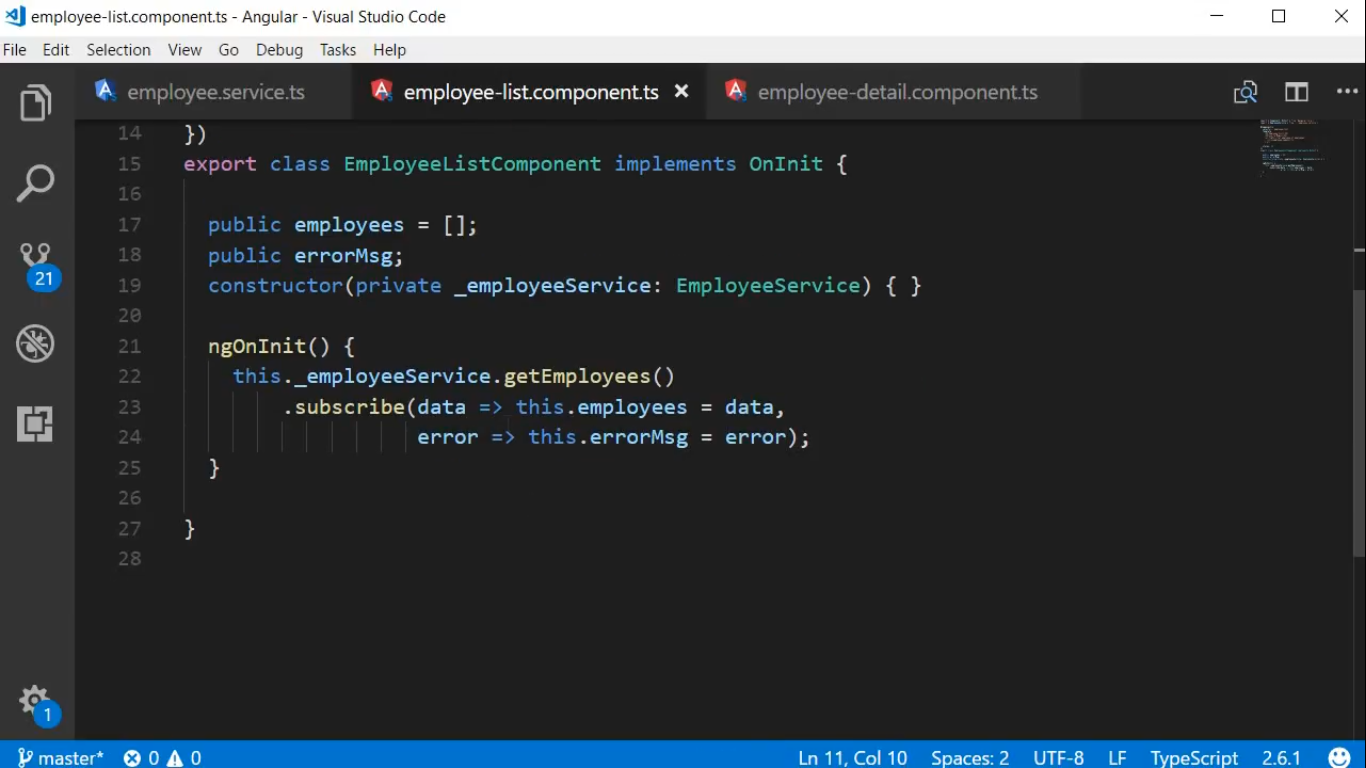 employee-list.component.ts - Angular - Visual Studio Code
File Edit Selection View Go Debug Tasks Help
employee.service.ts employee-list.component.ts employee-detail.component.ts
14 })
15 export class EmployeeListComponent implements OnInit {
16
17 public employees = [];
18 public errorMsg;
19 constructor(private _employeeService: EmployeeService) { }
20
21 ngOnInit() {
22 this._employeeService.getEmployees()
23 .subscribe(data => this.employees = data,
24 error => this.errorMsg = error);
25 }
26
27 }
28
21
1
master* 0 0 Ln 11, Col 10 Spaces: 2 UTF-8 LF TypeScript 2.6.1